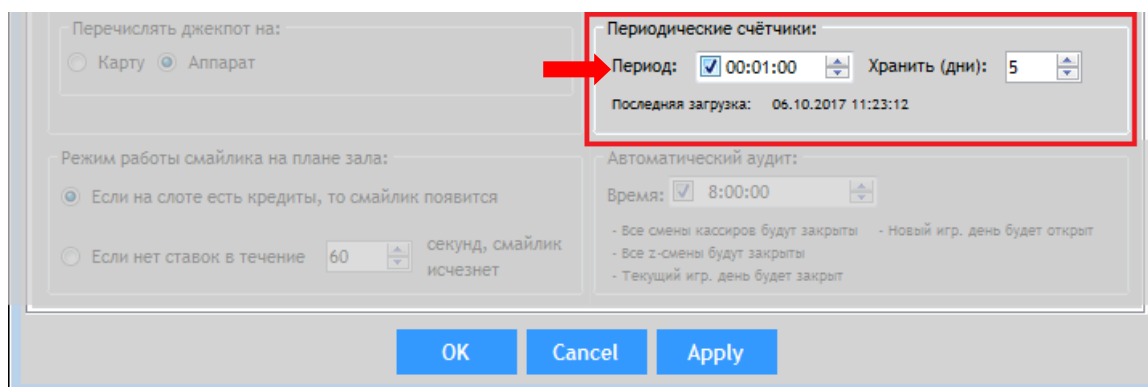 Перечислять джекпот на:
Карту Аппарат
Периодические счётчики:
Период: 00:01:00 Хранить (дни): 5
Последняя загрузка: 06.10.2017 11:23:12
Режим работы смайлика на плане зала:
Если на слоте есть кредиты, то смайлик появится
Если нет ставок в течение 60 секунд, смайлик
исчезнет
Автоматический аудит:
Время: 8:00:00
- Все смены кассиров будут закрыты - Новый игр. день будет открыт
- Все z-смены будут закрыты
- Текущий игр. день будет закрыт
OK Cancel Apply